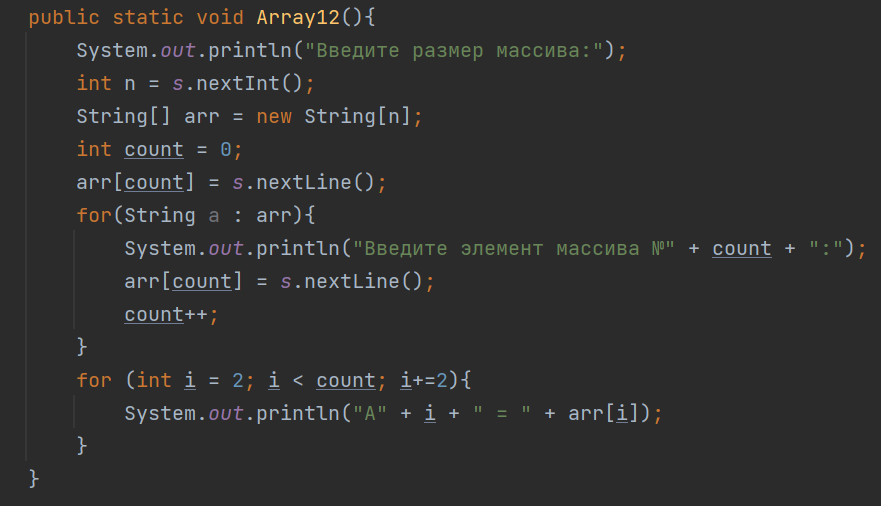 public static void Array12(){
    System.out.println("Введите размер массива:");
    int n = s.nextInt();
    String[] arr = new String[n];
    int count = 0;
    arr[count] = s.nextLine();
    for(String a : arr){
        System.out.println("Введите элемент массива №" + count + ":");
        arr[count] = s.nextLine();
        count++;
    }
    for (int i = 2; i < count; i+=2){
        System.out.println("A" + i + " = " + arr[i]);
    }
}